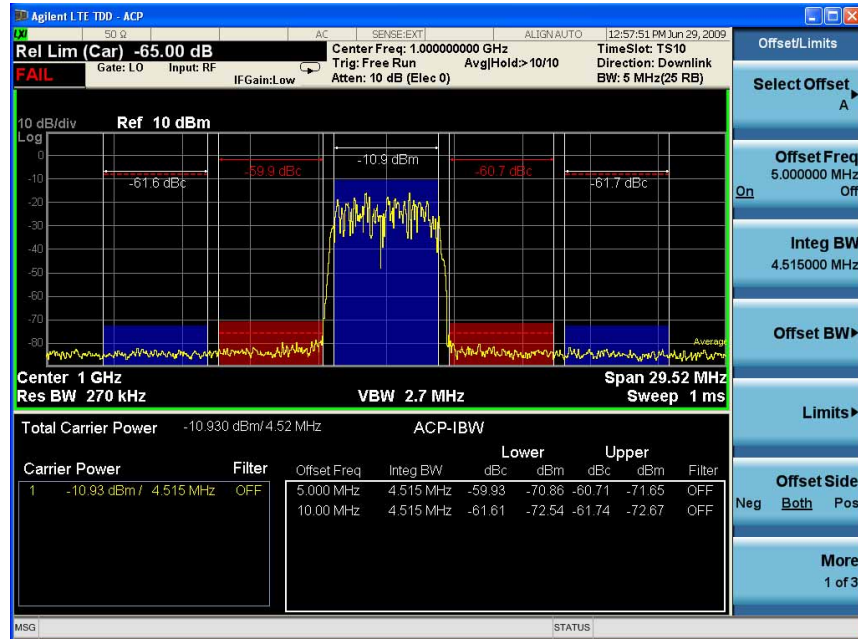 Agilent LTE TDD - ACP
LXI 50 Ω AC SENSE:EXT ALIGN AUTO 12:57:51 PM Jun 29, 2009
Rel Lim (Car) -65.00 dB
Center Freq: 1.000000000 GHz
TimeSlot: TS10
FAIL
Gate: LO Input: RF
IFGain:Low
Trig: Free Run Avg|Hold:>10/10
Direction: Downlink
Atten: 10 dB (Elec 0)
BW: 5 MHz(25 RB)
10 dB/div Ref 10 dBm
Log
0
-10
-20
-30
-40
-50
-60
-70
-80
-61.6 dBc
-59.9 dBc
-10.9 dBm
-60.7 dBc
-61.7 dBc
Average
Center 1 GHz Span 29.52 MHz
Res BW 270 kHz VBW 2.7 MHz Sweep 1 ms
Total Carrier Power -10.930 dBm/ 4.52 MHz ACP-IBW
Lower Upper
Carrier Power Filter Offset Freq Integ BW dBc dBm dBc dBm Filter
1 -10.93 dBm / 4.515 MHz OFF 5.000 MHz 4.515 MHz -59.93 -70.86 -60.71 -71.65 OFF
10.00 MHz 4.515 MHz -61.61 -72.54 -61.74 -72.67 OFF
Offset/Limits
Select Offset
A
Offset Freq
5.000000 MHz
On Off
Integ BW
4.515000 MHz
Offset BW
Limits
Offset Side
Neg Both Pos
More
1 of 3
MSG STATUS